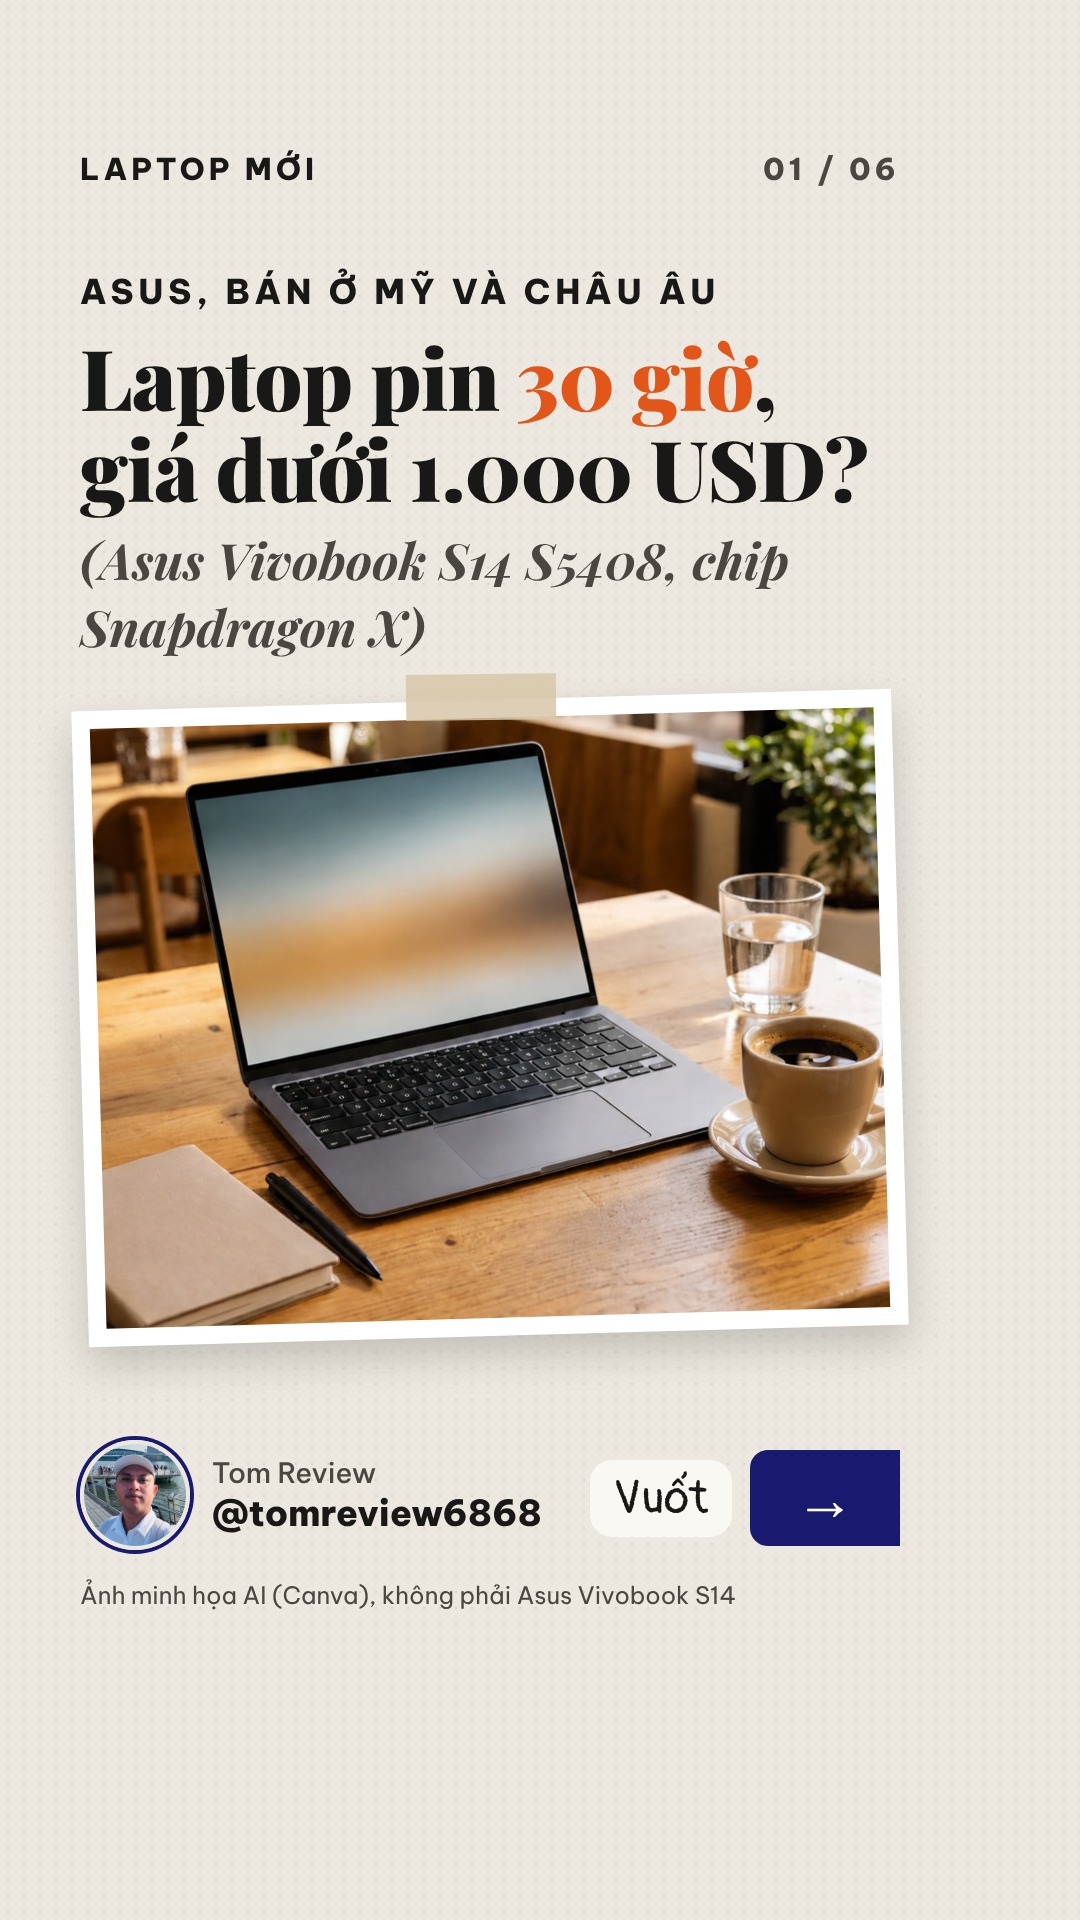 LAPTOP MỚI
01 / 06
ASUS, BÁN Ở MỸ VÀ CHÂU ÂU
Laptop pin 30 giờ,
giá dưới 1.000 USD?
(Asus Vivobook S14 S5408, chip
Snapdragon X)
Tom Review
@tomreview6868
Vuốt
→
Ảnh minh họa AI (Canva), không phải Asus Vivobook S14